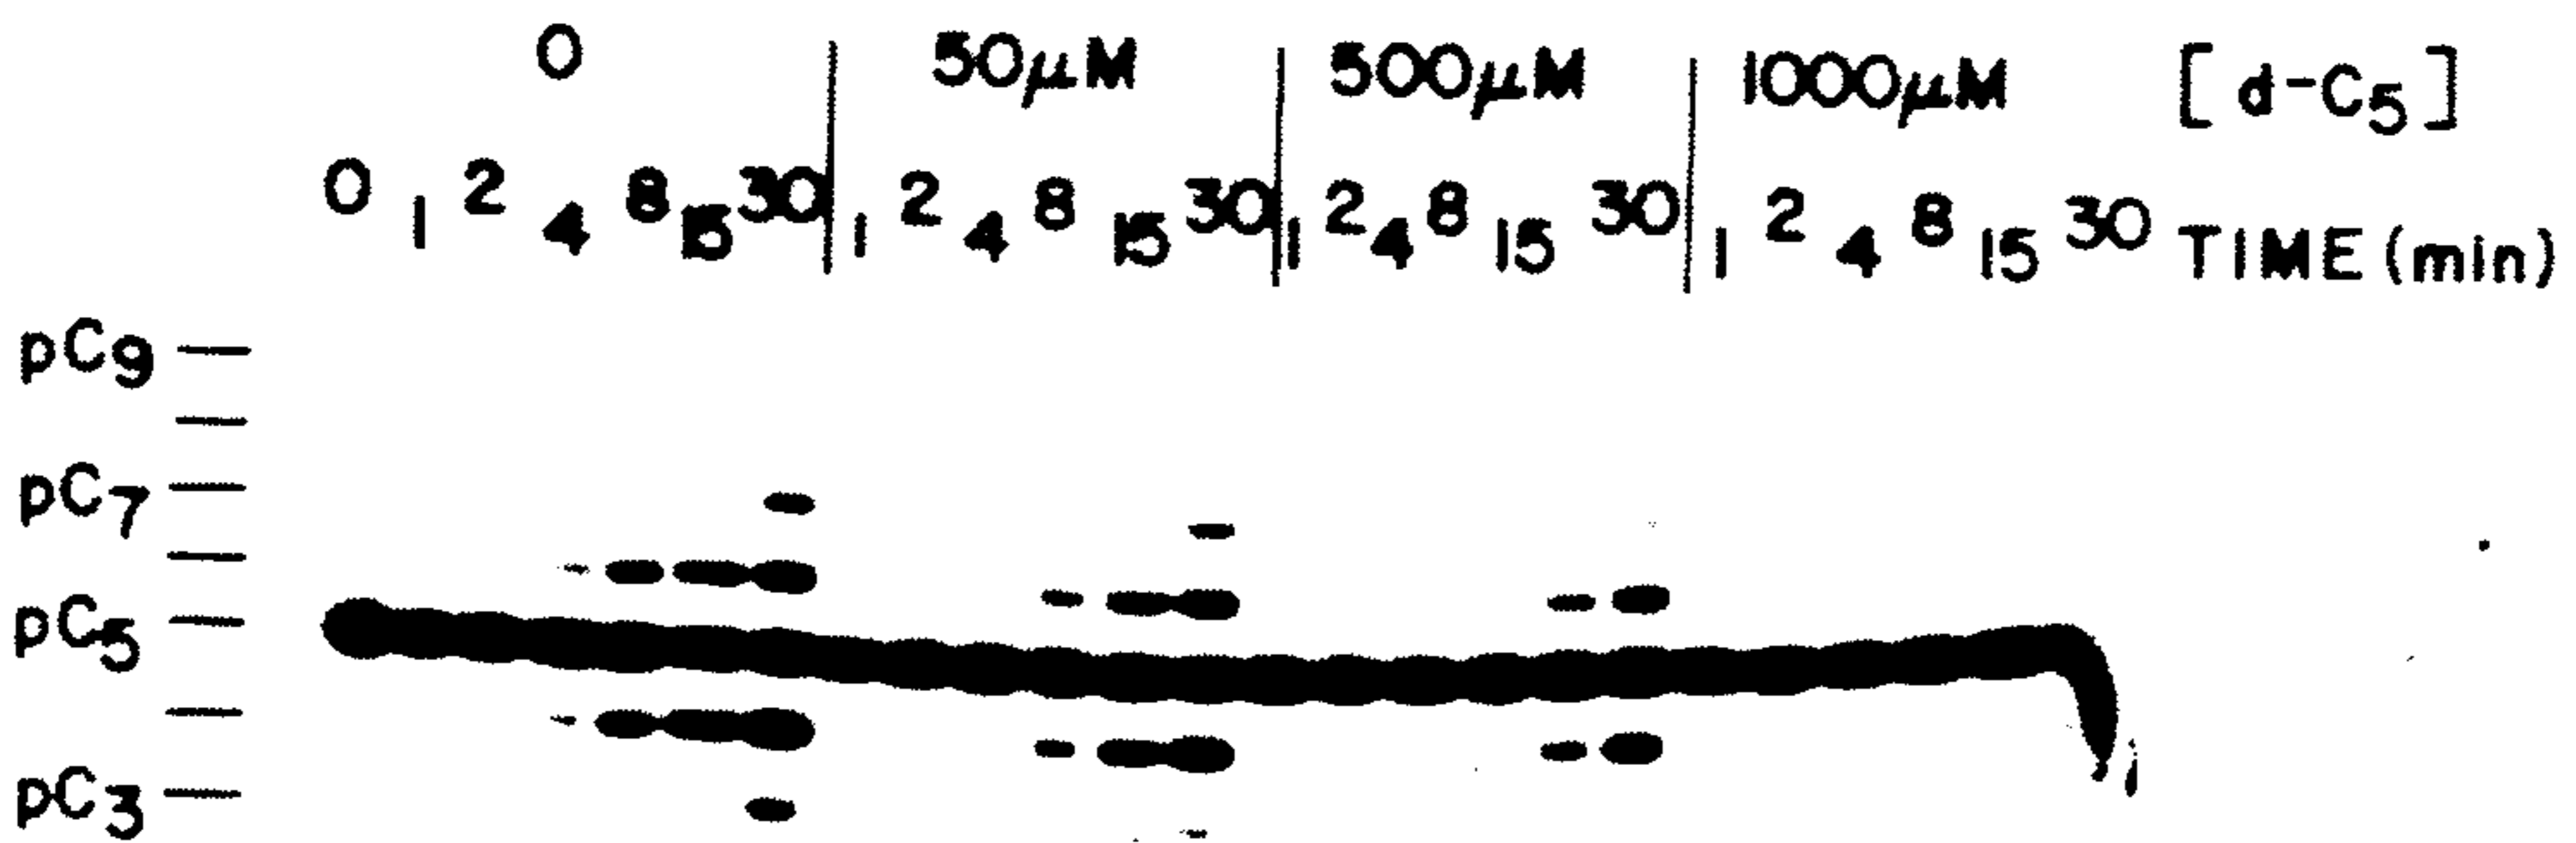 0 50μM 500μM 1000μM [d-C5]
0 1 2 4 8 15 30 1 2 4 8 15 30 1 2 4 8 15 30 1 2 4 8 15 30 TIME (min)
pC9
pC7
pC5
pC3